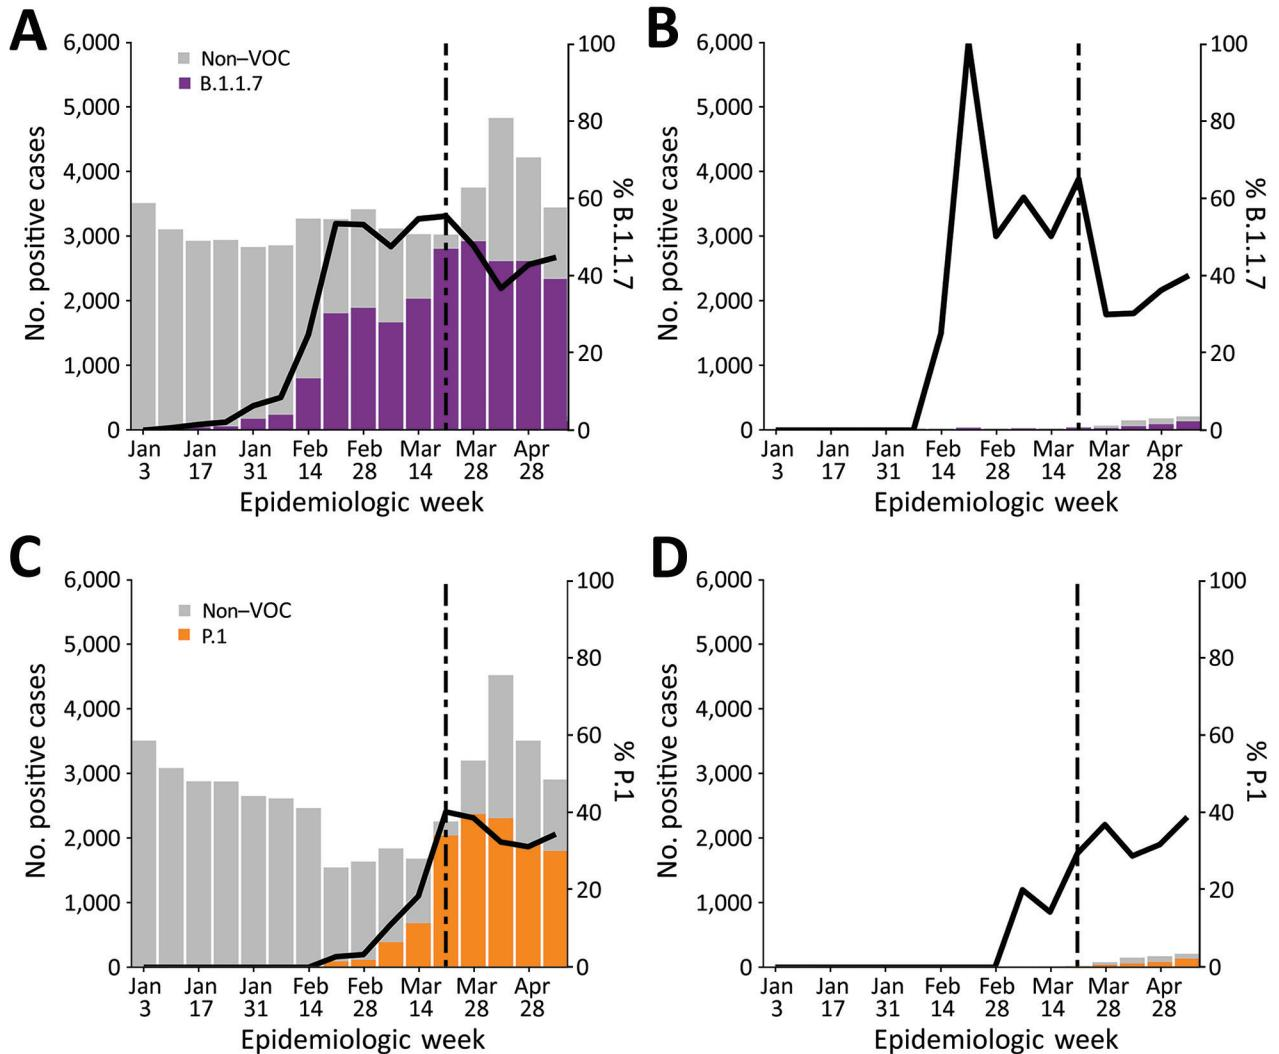 A
6,000
5,000
4,000
3,000
2,000
1,000
0
No. positive cases
Non–VOC
B.1.1.7
100
80
60
40
20
0
% B.1.1.7
Jan 3
Jan 17
Jan 31
Feb 14
Feb 28
Mar 14
Mar 28
Apr 28
Epidemiologic week
B
6,000
5,000
4,000
3,000
2,000
1,000
0
No. positive cases
100
80
60
40
20
0
% B.1.1.7
Jan 3
Jan 17
Jan 31
Feb 14
Feb 28
Mar 14
Mar 28
Apr 28
Epidemiologic week
C
6,000
5,000
4,000
3,000
2,000
1,000
0
No. positive cases
Non–VOC
P.1
100
80
60
40
20
0
% P.1
Jan 3
Jan 17
Jan 31
Feb 14
Feb 28
Mar 14
Mar 28
Apr 28
Epidemiologic week
D
6,000
5,000
4,000
3,000
2,000
1,000
0
No. positive cases
100
80
60
40
20
0
% P.1
Jan 3
Jan 17
Jan 31
Feb 14
Feb 28
Mar 14
Mar 28
Apr 28
Epidemiologic week